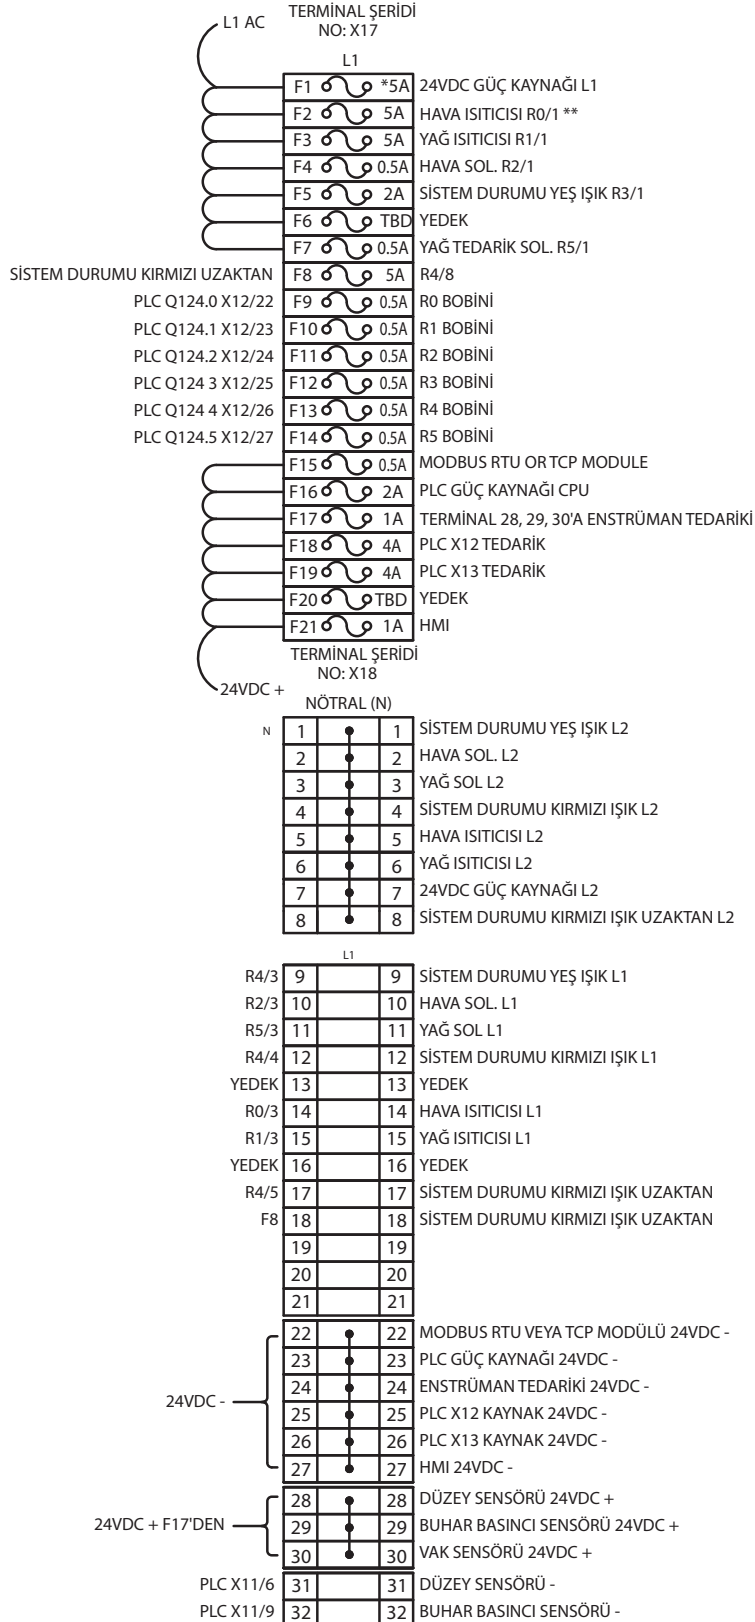 L1 AC
TERMİNAL ŞERİDİ
NO: X17
L1
F1 *5A 24VDC GÜÇ KAYNAĞI L1
F2 5A HAVA ISITICISI R0/1 **
F3 5A YAĞ ISITICISI R1/1
F4 0.5A HAVA SOL. R2/1
F5 2A SİSTEM DURUMU YEŞ IŞIK R3/1
F6 TBD YEDEK
F7 0.5A YAĞ TEDARİK SOL. R5/1
SİSTEM DURUMU KIRMIZI UZAKTAN F8 5A R4/8
PLC Q124.0 X12/22 F9 0.5A R0 BOBİNİ
PLC Q124.1 X12/23 F10 0.5A R1 BOBİNİ
PLC Q124.2 X12/24 F11 0.5A R2 BOBİNİ
PLC Q124 3 X12/25 F12 0.5A R3 BOBİNİ
PLC Q124 4 X12/26 F13 0.5A R4 BOBİNİ
PLC Q124.5 X12/27 F14 0.5A R5 BOBİNİ
F15 0.5A MODBUS RTU OR TCP MODULE
F16 2A PLC GÜÇ KAYNAĞI CPU
F17 1A TERMİNAL 28, 29, 30'A ENSTRÜMAN TEDARİKİ
F18 4A PLC X12 TEDARİK
F19 4A PLC X13 TEDARİK
F20 TBD YEDEK
F21 1A HMI
24VDC +
TERMİNAL ŞERİDİ
NO: X18
NÖTRAL (N)
N 1 1 SİSTEM DURUMU YEŞ IŞIK L2
2 2 HAVA SOL. L2
3 3 YAĞ SOL L2
4 4 SİSTEM DURUMU KIRMIZI IŞIK L2
5 5 HAVA ISITICISI L2
6 6 YAĞ ISITICISI L2
7 7 24VDC GÜÇ KAYNAĞI L2
8 8 SİSTEM DURUMU KIRMIZI IŞIK UZAKTAN L2
L1
R4/3 9 9 SİSTEM DURUMU YEŞ IŞIK L1
R2/3 10 10 HAVA SOL. L1
R5/3 11 11 YAĞ SOL L1
R4/4 12 12 SİSTEM DURUMU KIRMIZI IŞIK L1
YEDEK 13 13 YEDEK
R0/3 14 14 HAVA ISITICISI L1
R1/3 15 15 YAĞ ISITICISI L1
YEDEK 16 16 YEDEK
R4/5 17 17 SİSTEM DURUMU KIRMIZI IŞIK UZAKTAN
F8 18 18 SİSTEM DURUMU KIRMIZI IŞIK UZAKTAN
19 19
20 20
21 21
22 22 MODBUS RTU VEYA TCP MODÜLÜ 24VDC -
23 23 PLC GÜÇ KAYNAĞI 24VDC -
24 24 ENSTRÜMAN TEDARİKİ 24VDC -
24VDC - 25 25 PLC X12 KAYNAK 24VDC -
26 26 PLC X13 KAYNAK 24VDC -
27 27 HMI 24VDC -
28 28 DÜZEY SENSÖRÜ 24VDC +
24VDC + F17'DEN 29 29 BUHAR BASINCI SENSÖRÜ 24VDC +
30 30 VAK SENSÖRÜ 24VDC +
PLC X11/6 31 31 DÜZEY SENSÖRÜ -
PLC X11/9 32 32 BUHAR BASINCI SENSÖRÜ -